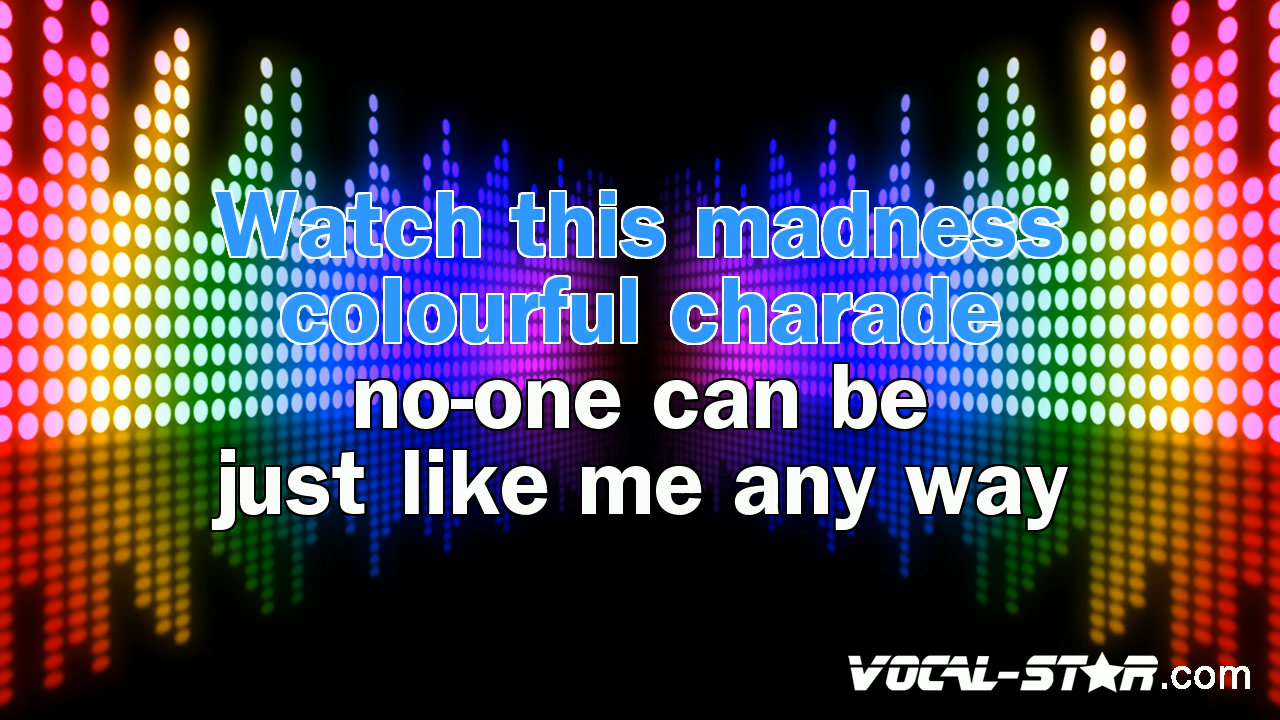 Watch this madness
colourful charade
no-one can be
just like me any way
VOCAL-STAR.com